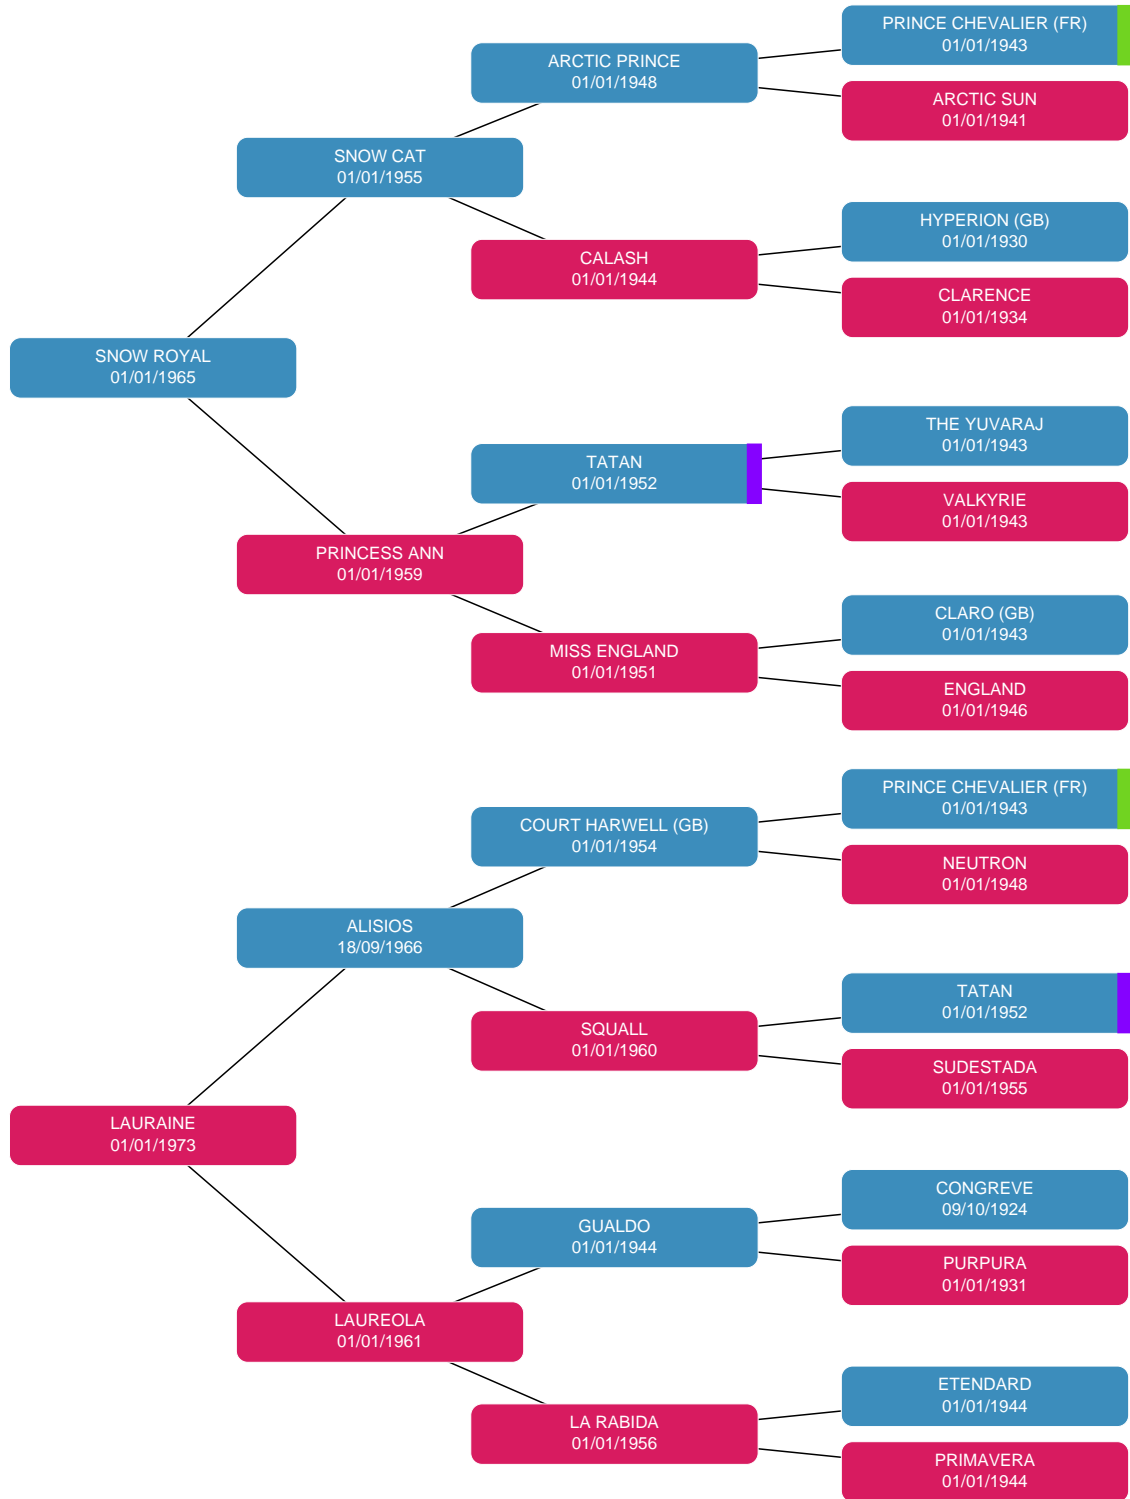 PRINCE CHEVALIER (FR)
01/01/1943
ARCTIC PRINCE
01/01/1948
ARCTIC SUN
01/01/1941
SNOW CAT
01/01/1955
HYPERION (GB)
01/01/1930
CALASH
01/01/1944
CLARENCE
01/01/1934
SNOW ROYAL
01/01/1965
THE YUVARAJ
01/01/1943
TATAN
01/01/1952
VALKYRIE
01/01/1943
PRINCESS ANN
01/01/1959
CLARO (GB)
01/01/1943
MISS ENGLAND
01/01/1951
ENGLAND
01/01/1946
PRINCE CHEVALIER (FR)
01/01/1943
COURT HARWELL (GB)
01/01/1954
NEUTRON
01/01/1948
ALISIOS
18/09/1966
TATAN
01/01/1952
SQUALL
01/01/1960
SUDESTADA
01/01/1955
LAURAINE
01/01/1973
CONGREVE
09/10/1924
GUALDO
01/01/1944
PURPURA
01/01/1931
LAUREOLA
01/01/1961
ETENDARD
01/01/1944
LA RABIDA
01/01/1956
PRIMAVERA
01/01/1944